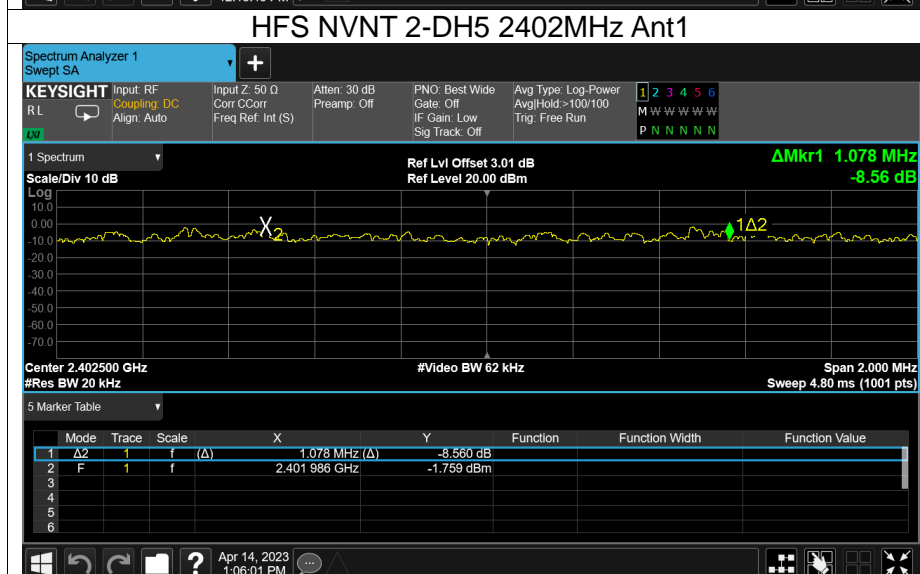 HFS NVNT 2-DH5 2402MHz Ant1
Spectrum Analyzer 1
Swept SA
+
KEYSIGHT Input: RF Input Z: 50 Ω Atten: 30 dB PNO: Best Wide Avg Type: Log-Power 1 2 3 4 5 6
RL Coupling: DC Corr CCorr Preamp: Off Gate: Off Avg|Hold:>100/100 M W W W W W
Align: Auto Freq Ref: Int (S) IF Gain: Low Trig: Free Run
LXI Sig Track: Off P N N N N N
1 Spectrum Ref Lvl Offset 3.01 dB ΔMkr1 1.078 MHz
Scale/Div 10 dB Ref Level 20.00 dBm -8.56 dB
Log
10.0
0.00 X2 1Δ2
-10.0
-20.0
-30.0
-40.0
-50.0
-60.0
-70.0
Center 2.402500 GHz #Video BW 62 kHz Span 2.000 MHz
#Res BW 20 kHz Sweep 4.80 ms (1001 pts)
5 Marker Table
Mode Trace Scale X Y Function Function Width Function Value
1 Δ2 1 f (Δ) 1.078 MHz (Δ) -8.560 dB
2 F 1 f 2.401 986 GHz -1.759 dBm
3
4
5
6
? Apr 14, 2023
1:06:01 PM